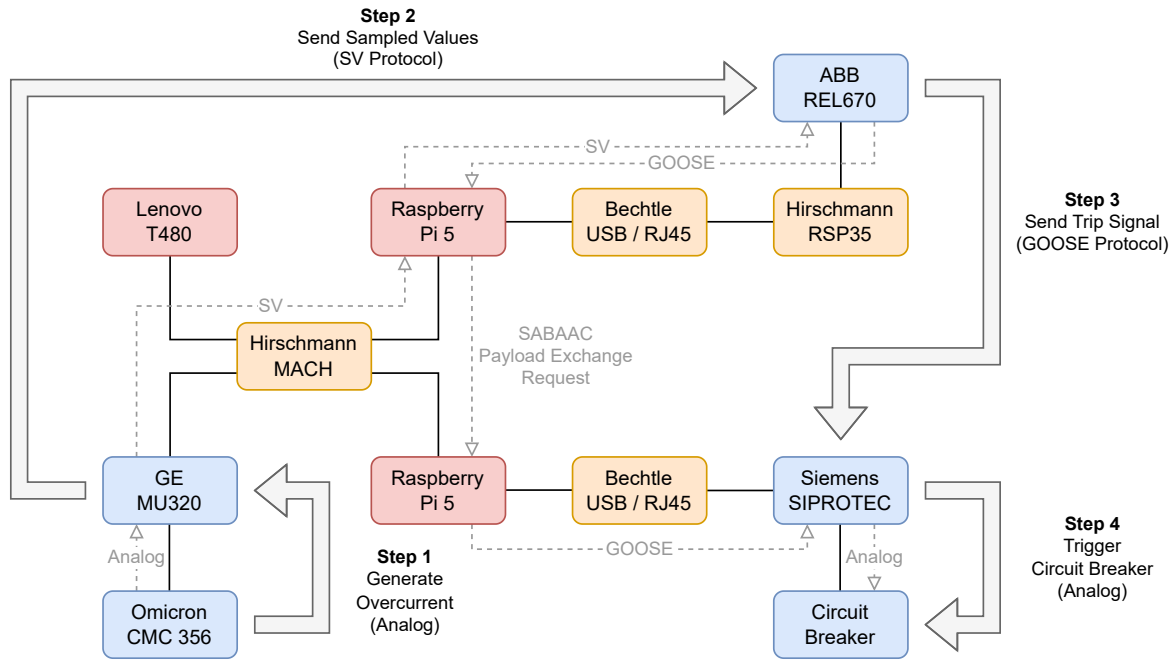 Step 2
Send Sampled Values
(SV Protocol)
ABB
REL670
SV
GOOSE
Lenovo
T480
Raspberry
Pi 5
Bechtle
USB / RJ45
Hirschmann
RSP35
Step 3
Send Trip Signal
(GOOSE Protocol)
SV
Hirschmann
MACH
SABAAC
Payload Exchange
Request
GE
MU320
Raspberry
Pi 5
Bechtle
USB / RJ45
Siemens
SIPROTEC
Analog
Step 1
Generate
Overcurrent
(Analog)
GOOSE
Analog
Step 4
Trigger
Circuit Breaker
(Analog)
Omicron
CMC 356
Circuit
Breaker